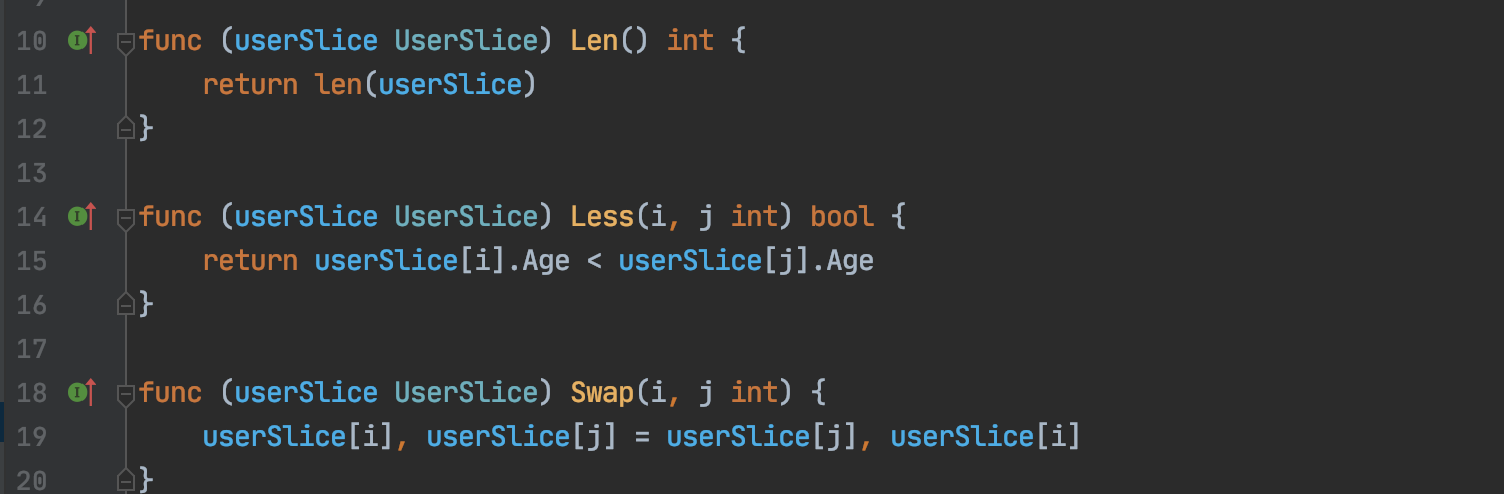 10 func (userSlice UserSlice) Len() int {
11 return len(userSlice)
12 }
13
14 func (userSlice UserSlice) Less(i, j int) bool {
15 return userSlice[i].Age < userSlice[j].Age
16 }
17
18 func (userSlice UserSlice) Swap(i, j int) {
19 userSlice[i], userSlice[j] = userSlice[j], userSlice[i]
20 }